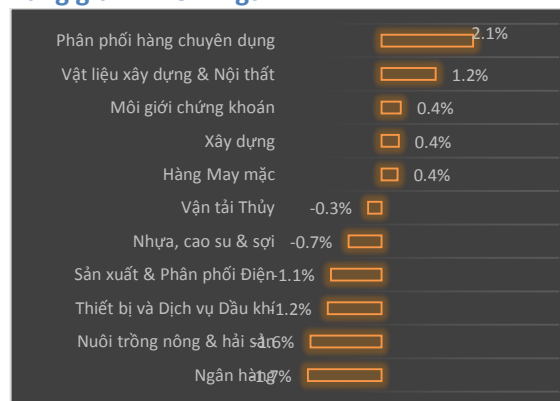 Phân phối hàng chuyên dụng 2.1%
Vật liệu xây dựng & Nội thất 1.2%
Môi giới chứng khoán 0.4%
Xây dựng 0.4%
Hàng May mặc 0.4%
Vận tải Thủy -0.3%
Nhựa, cao su & sợi -0.7%
Sản xuất & Phân phối Điện -1.1%
Thiết bị và Dịch vụ Dầu khí -1.2%
Nuôi trồng nông & hải sản -1.6%
Ngân hàng -1.7%